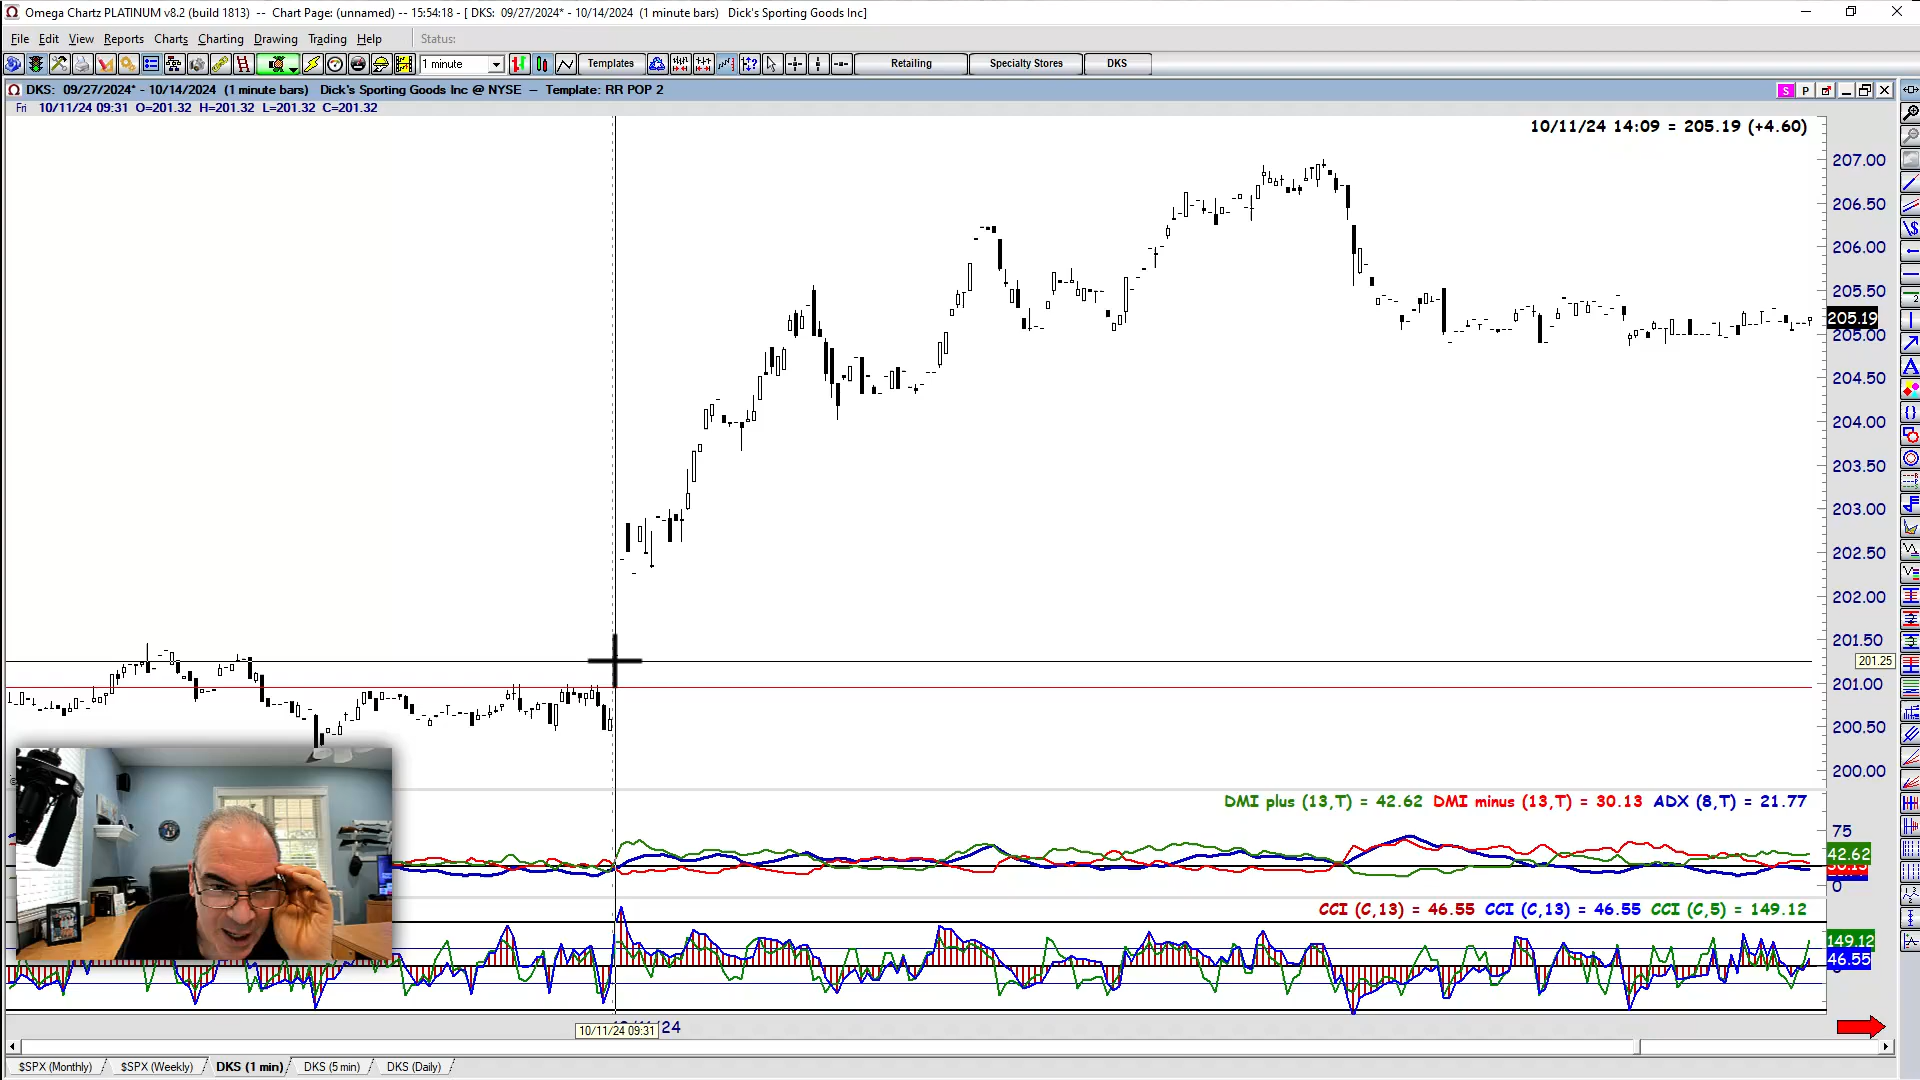 Omega Chartz PLATINUM v8.2 (build 1813) -- Chart Page: (unnamed) -- 15:54:18 - [ DKS: 09/27/2024* - 10/14/2024 (1 minute bars) Dick's Sporting Goods Inc]
File Edit View Reports Charts Charting Drawing Trading Help Status:
1 minute Templates Retailing Specialty Stores DKS
DKS: 09/27/2024* - 10/14/2024 (1 minute bars) Dick's Sporting Goods Inc @ NYSE -- Template: RR POP 2 S P
Fri 10/11/24 09:31 O=201.32 H=201.32 L=201.32 C=201.32
10/11/24 14:09 = 205.19 (+4.60)
207.00
206.50
206.00
205.50
205.19
205.00
204.50
204.00
203.50
203.00
202.50
202.00
201.50
201.25
201.00
200.50
200.00
DMI plus (13,T) = 42.62 DMI minus (13,T) = 30.13 ADX (8,T) = 21.77
75
42.62
0
CCI (C,13) = 46.55 CCI (C,13) = 46.55 CCI (C,5) = 149.12
149.12
46.55
10/11/24 09:31
$SPX (Monthly) $SPX (Weekly) DKS (1 min) DKS (5 min) DKS (Daily)